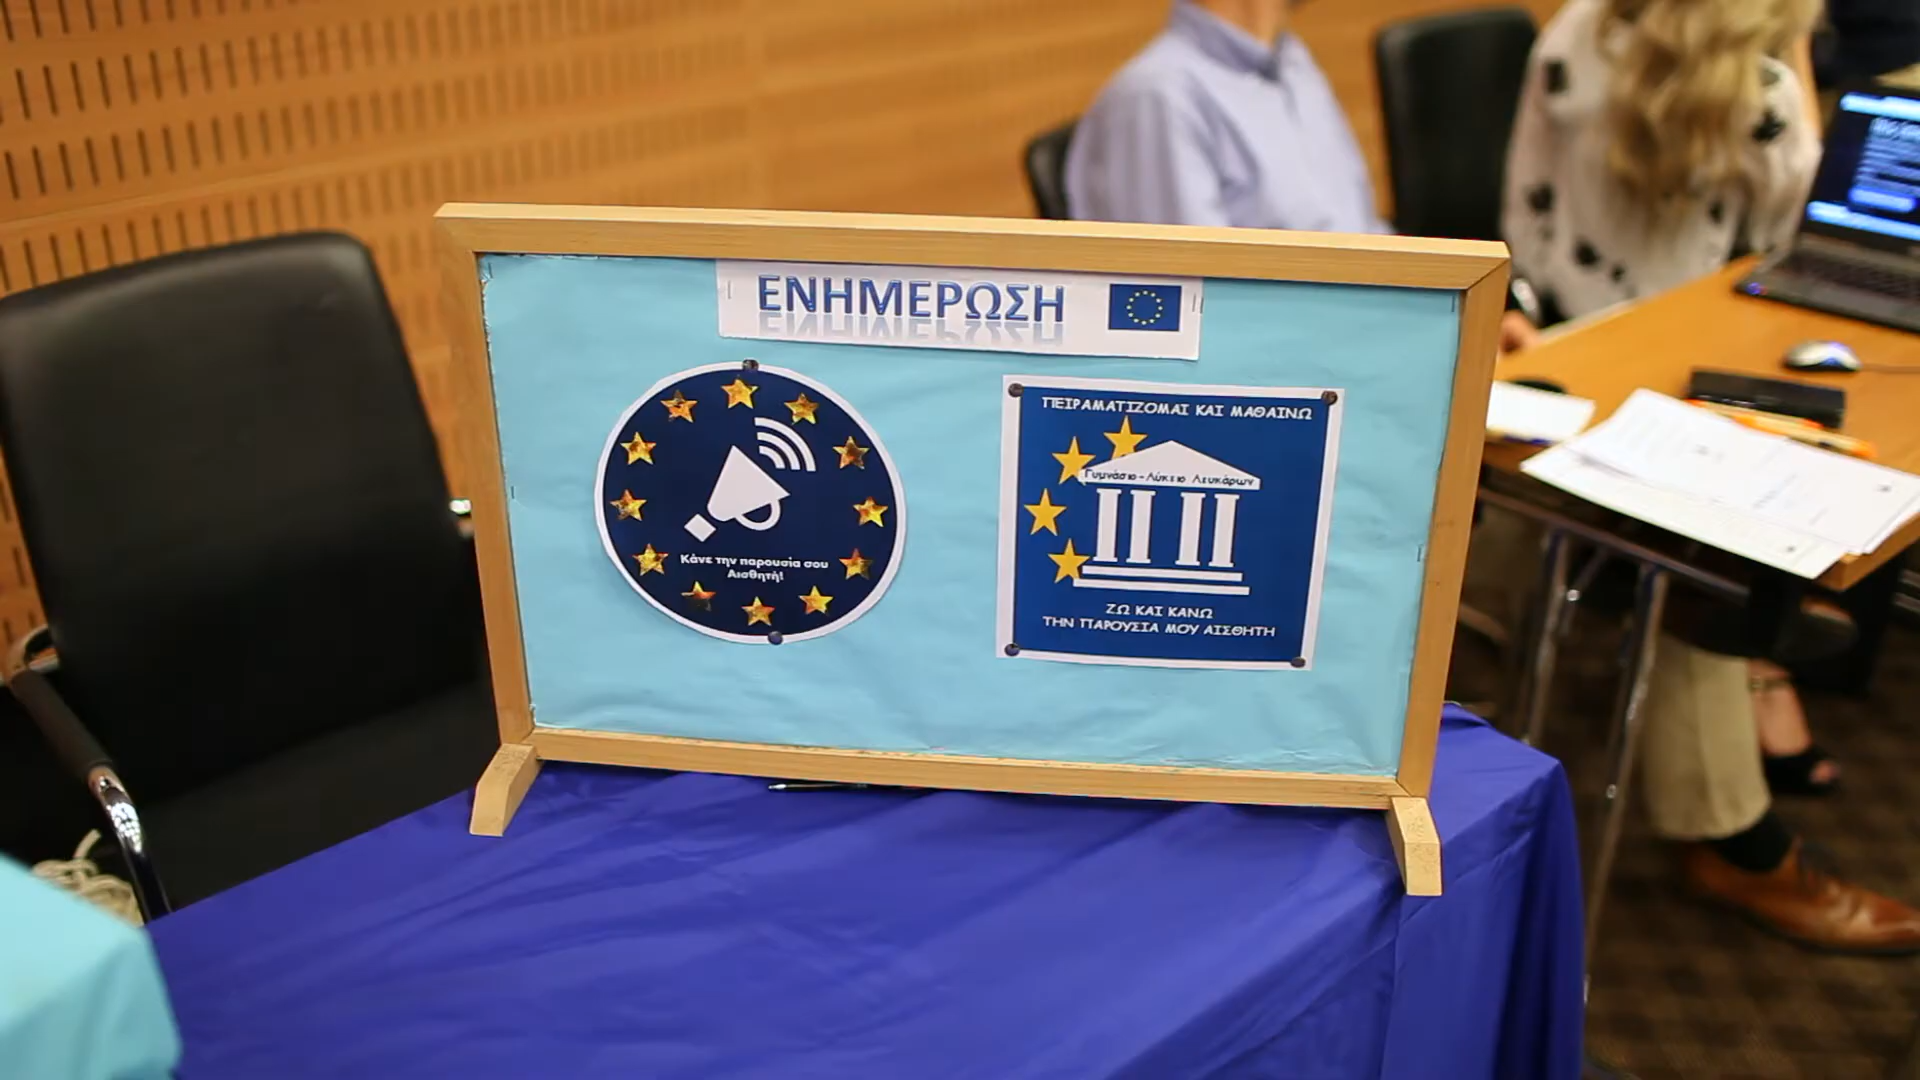 ΕΝΗΜΕΡΩΣΗ
Κάνε την παρουσία σου
Αισθητή!
ΠΕΙΡΑΜΑΤΙΖΟΜΑΙ ΚΑΙ ΜΑΘΑΙΝΩ
Γυμνάσιο - Λύκειο Λευκάρων
ΖΩ ΚΑΙ ΚΑΝΩ
ΤΗΝ ΠΑΡΟΥΣΙΑ ΜΟΥ ΑΙΣΘΗΤΗ